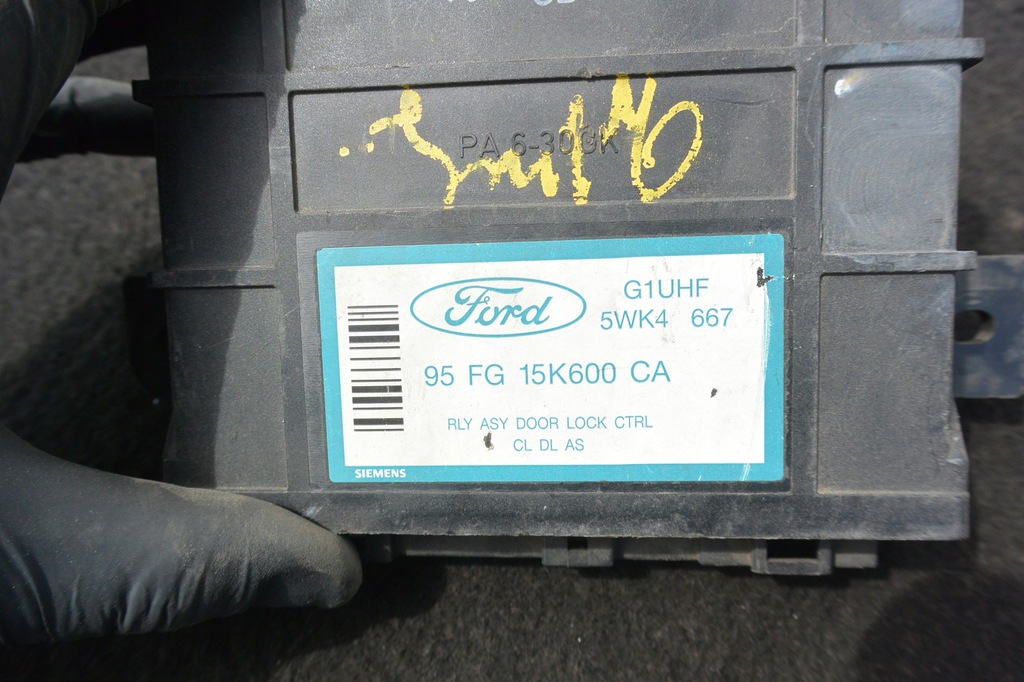 PA 6-30GK
Ford
G1UHF
5WK4 667
95 FG 15K600 CA
RLY ASY DOOR LOCK CTRL
CL DL AS
SIEMENS